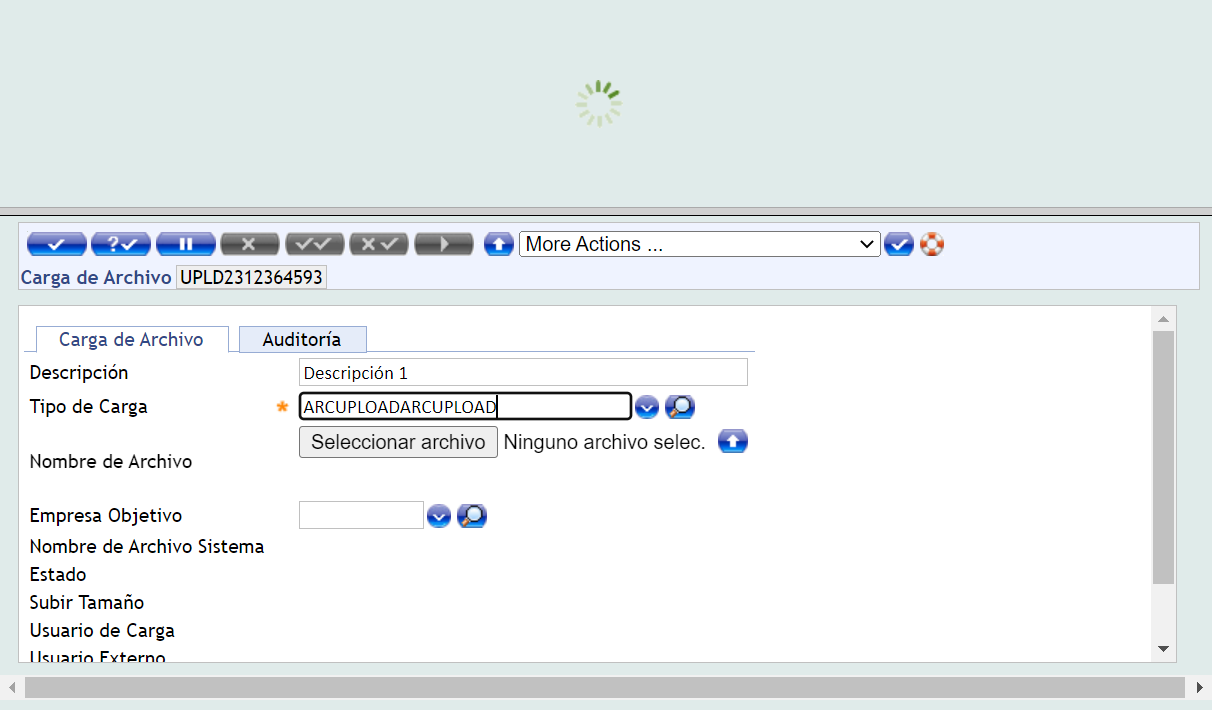 More Actions ...
Carga de Archivo UPLD2312364593
Carga de Archivo Auditoría
Descripción Descripción 1
Tipo de Carga * ARCUPLOADARCUPLOAD
Seleccionar archivo Ninguno archivo selec.
Nombre de Archivo
Empresa Objetivo
Nombre de Archivo Sistema
Estado
Subir Tamaño
Usuario de Carga
Usuario Externo